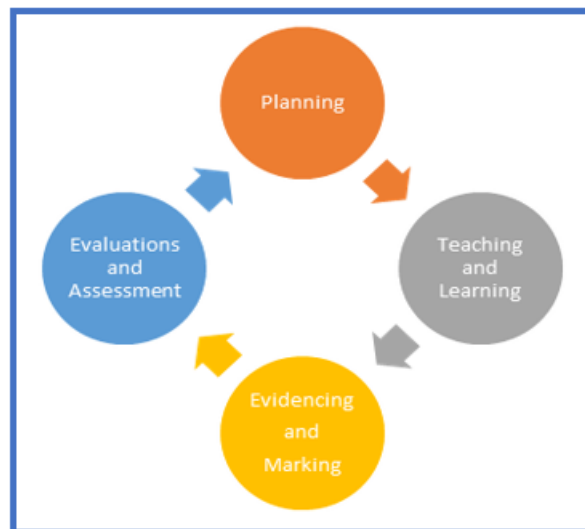 Planning
Teaching
and
Learning
Evidencing
and
Marking
Evaluations
and
Assessment